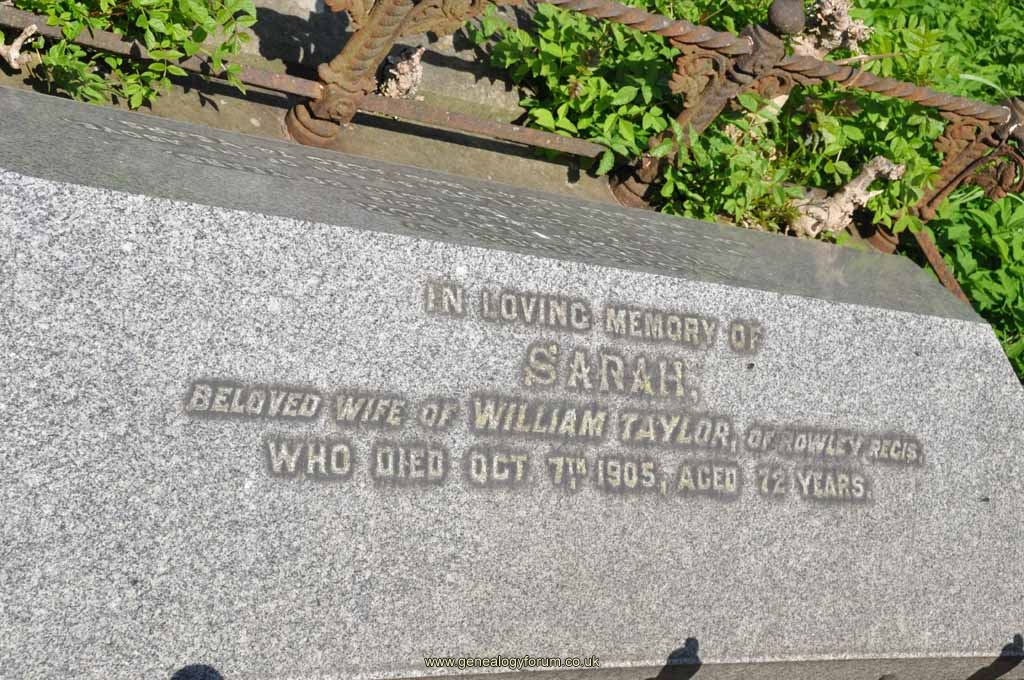 IN LOVING MEMORY OF
SARAH,
BELOVED WIFE OF WILLIAM TAYLOR, OF ROWLEY REGIS,
WHO DIED OCT. 7TH 1905, AGED 72 YEARS.
www.genealogyforum.co.uk